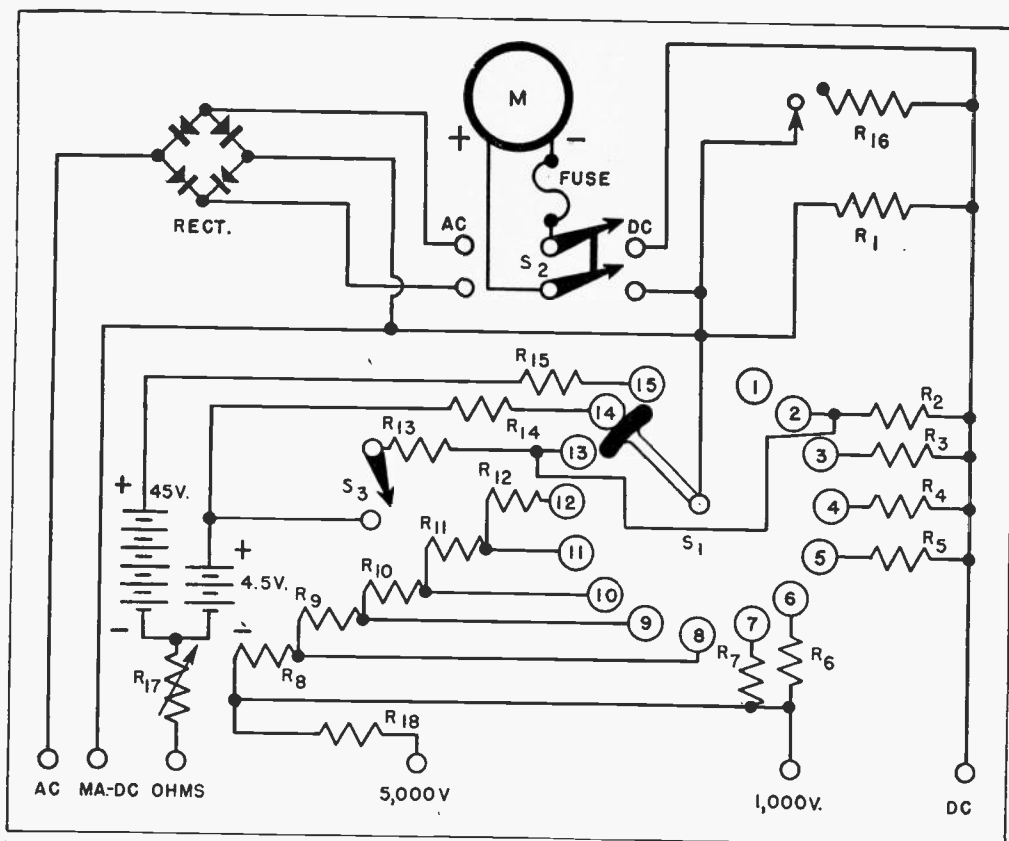 M
+ -
R16
FUSE
RECT.
AC
DC
S2
R1
R15
15
1
14
R14
2
R2
R13
13
3
R3
+
45V.
S3
R12
12
4
R4
S1
+
R11
11
5
R5
4.5V.
R10
10
6
R9
9
7
8
- -
R8
R7
R6
R17
R18
AC
MA.-DC
OHMS
5,000V
1,000V.
DC